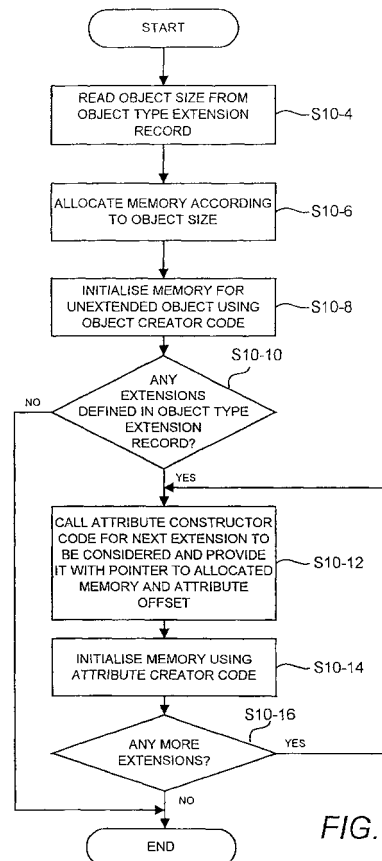 START
READ OBJECT SIZE FROM
OBJECT TYPE EXTENSION
RECORD
S10-4
ALLOCATE MEMORY ACCORDING
TO OBJECT SIZE
S10-6
INITIALISE MEMORY FOR
UNEXTENDED OBJECT USING
OBJECT CREATOR CODE
S10-8
S10-10
ANY
EXTENSIONS
DEFINED IN OBJECT TYPE
EXTENSION
RECORD?
NO
YES
CALL ATTRIBUTE CONSTRUCTOR
CODE FOR NEXT EXTENSION TO
BE CONSIDERED AND PROVIDE
IT WITH POINTER TO ALLOCATED
MEMORY AND ATTRIBUTE
OFFSET
S10-12
INITIALISE MEMORY USING
ATTRIBUTE CREATOR CODE
S10-14
S10-16
ANY MORE
EXTENSIONS?
YES
NO
END
FIG.